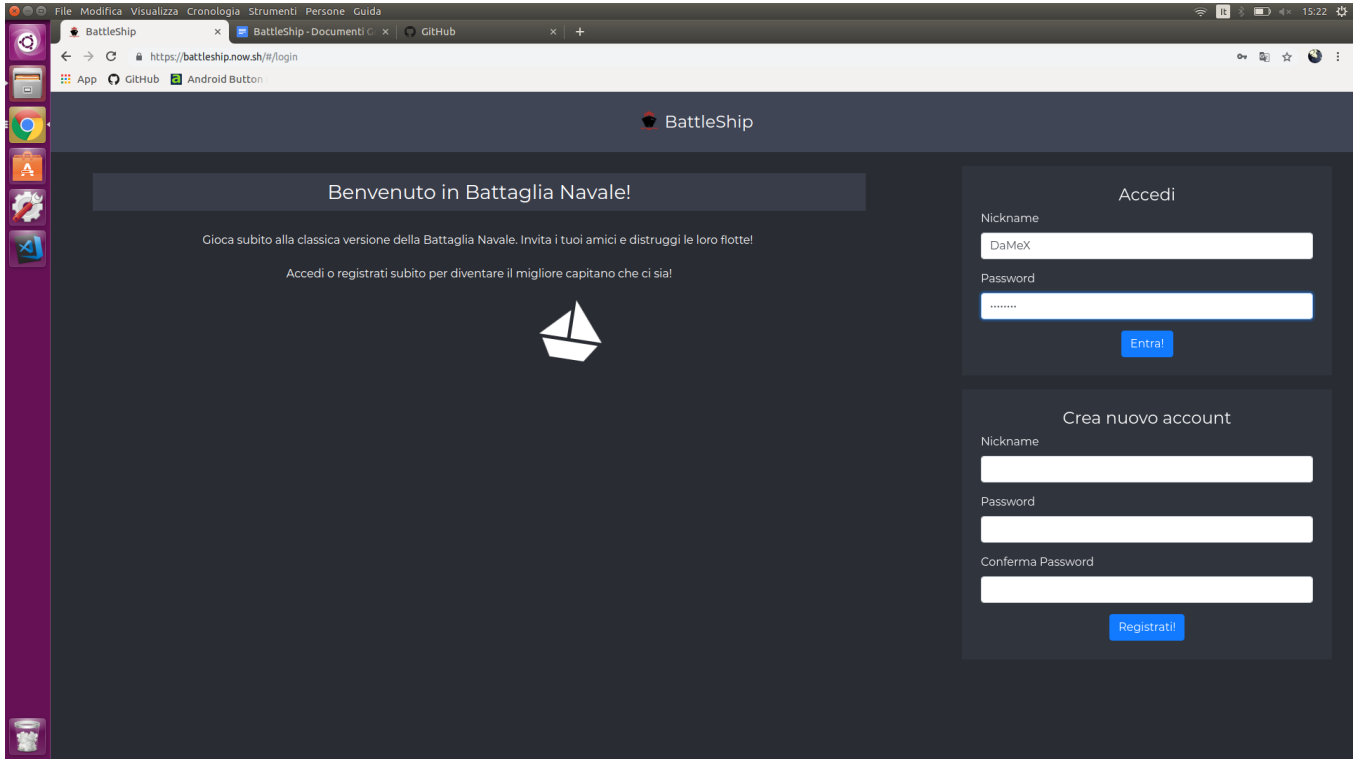 File Modifica Visualizza Cronologia Strumenti Persone Guida
It 15:22
BattleShip
BattleShip - Documenti G
GitHub
https://battleship.now.sh/#/login
App GitHub Android Button
BattleShip
Benvenuto in Battaglia Navale!
Gioca subito alla classica versione della Battaglia Navale. Invita i tuoi amici e distruggi le loro flotte!
Accedi o registrati subito per diventare il migliore capitano che ci sia!
Accedi
Nickname
DaMeX
Password
········
Entra!
Crea nuovo account
Nickname
Password
Conferma Password
Registrati!